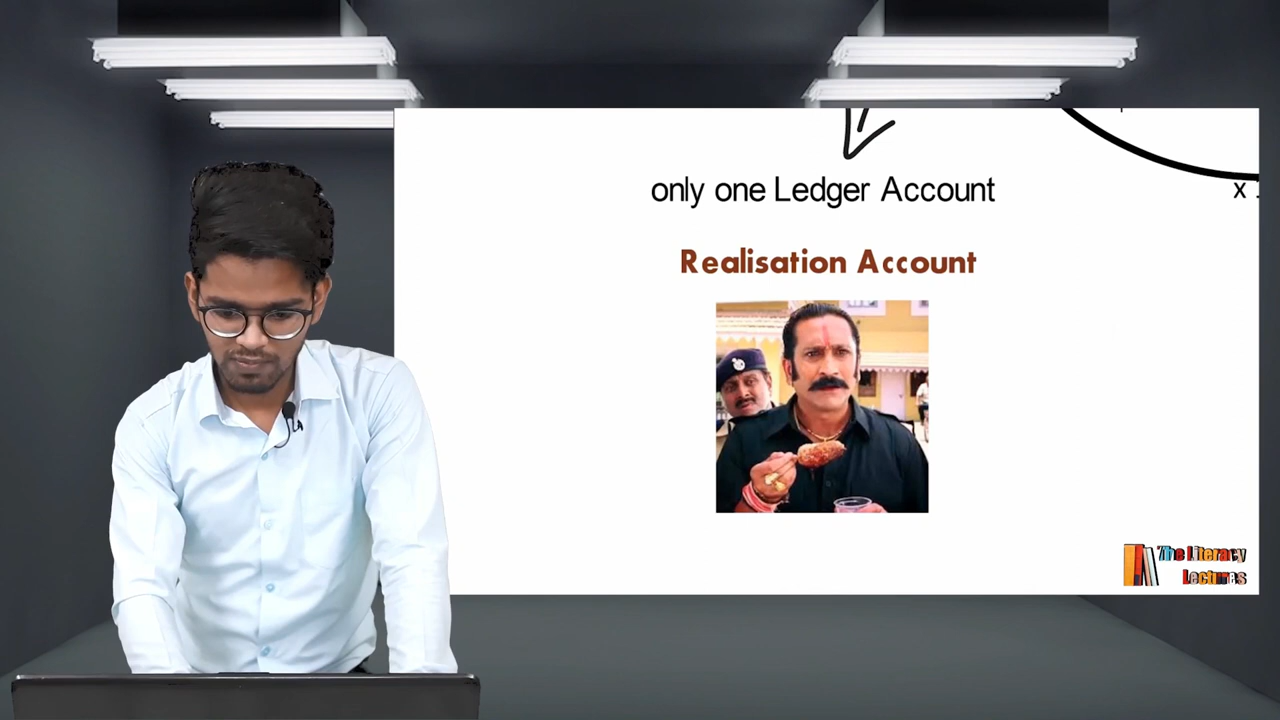 only one Ledger Account
x
Realisation Account
The Literacy
Lectures